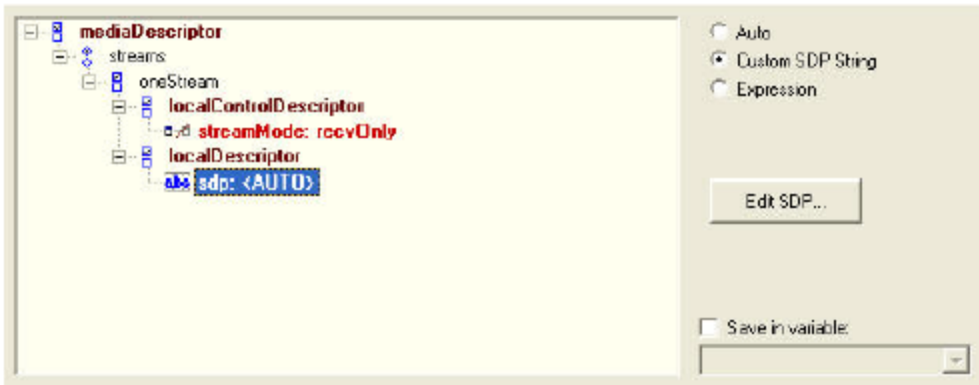 mediaDescriptor
streams
oneStream
localControlDescriptor
streamMode: recvOnly
localDescriptor
abc sdp: <AUTO>
Auto
Custom SDP String
Expression
Edit SDP...
Save in variable: